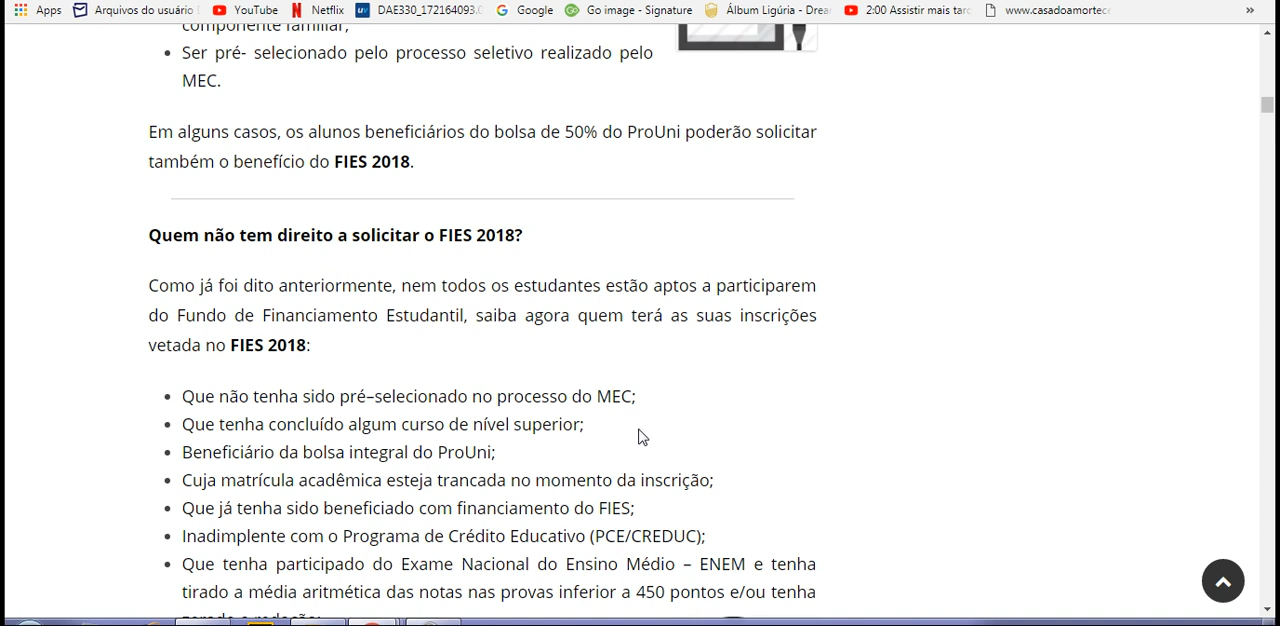 Apps Arquivos do usuário YouTube Netflix DAE330_172164093. Google Go image - Signature Álbum Ligúria - Drea 2:00 Assistir mais tar www.casadoamortec »
componente familiar;
• Ser pré- selecionado pelo processo seletivo realizado pelo
MEC.
Em alguns casos, os alunos beneficiários do bolsa de 50% do ProUni poderão solicitar
também o benefício do FIES 2018.
Quem não tem direito a solicitar o FIES 2018?
Como já foi dito anteriormente, nem todos os estudantes estão aptos a participarem
do Fundo de Financiamento Estudantil, saiba agora quem terá as suas inscrições
vetada no FIES 2018:
• Que não tenha sido pré–selecionado no processo do MEC;
• Que tenha concluído algum curso de nível superior;
• Beneficiário da bolsa integral do ProUni;
• Cuja matrícula acadêmica esteja trancada no momento da inscrição;
• Que já tenha sido beneficiado com financiamento do FIES;
• Inadimplente com o Programa de Crédito Educativo (PCE/CREDUC);
• Que tenha participado do Exame Nacional do Ensino Médio – ENEM e tenha
tirado a média aritmética das notas nas provas inferior a 450 pontos e/ou tenha
zerado a redação;